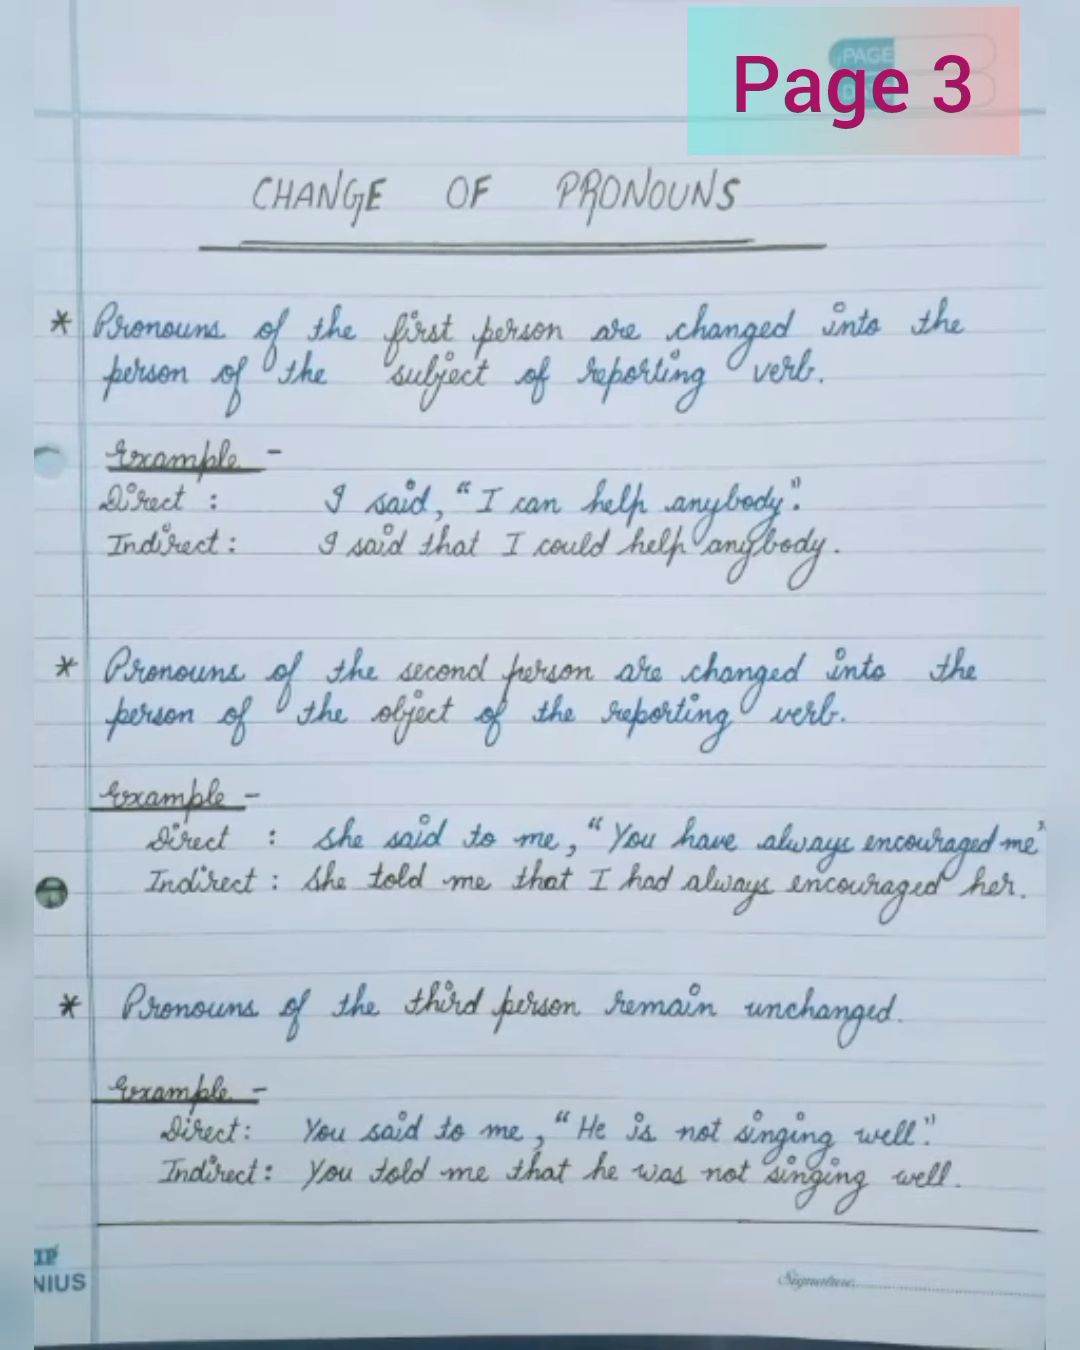 PAGE
Page 3
CHANGE OF PRONOUNS
* Pronouns of the first person are changed into the
person of the subject of reporting verb.
Example -
Direct : I said, "I can help anybody".
Indirect : I said that I could help anybody.
* Pronouns of the second person are changed into the
person of the object of the reporting verb.
Example -
Direct : She said to me, "You have always encouraged me"
Indirect : She told me that I had always encouraged her.
* Pronouns of the third person remain unchanged.
Example -
Direct : You said to me, "He is not singing well."
Indirect : You told me that he was not singing well.
IP
NIUS
Signature